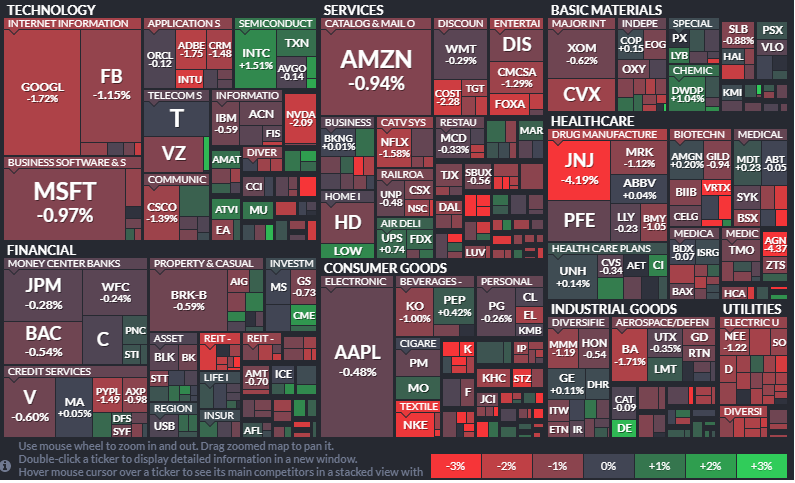 TECHNOLOGY
INTERNET INFORMATION
GOOGL
-1.72%
FB
-1.15%
APPLICATION S
ORCL
-0.12
ADBE
-1.75
CRM
-1.48
INTU
SEMICONDUCT
INTC
+1.51%
TXN
AVGO
-0.14
NVDA
-2.09
TELECOM S
T
VZ
INFORMATIO
IBM
-0.59
ACN
FIS
AMAT
DIVER
BUSINESS SOFTWARE & S
MSFT
-0.97%
COMMUNIC
CSCO
-1.39%
CCI
ATVI
MU
EA
SERVICES
CATALOG & MAIL O
AMZN
-0.94%
DISCOUN
WMT
-0.29%
COST
-2.28
TGT
ENTERTAI
DIS
CMCSA
-1.29%
FOXA
BUSINESS
BKNG
+0.01%
CATV SYS
NFLX
-1.58%
RESTAU
MCD
-0.33%
SBUX
-0.56
MAR
RAILROA
UNP
-0.48
CSX
NSC
TJX
HOME I
HD
LOW
UPS
+0.74
FDX
DAL
LUV
BASIC MATERIALS
MAJOR INT
XOM
-0.62%
CVX
INDEPE
COP
+0.15
EOG
OXY
SPECIAL
PX
LYB
CHEMIC
DWDP
+1.04%
SLB
-0.88%
HAL
KMI
PSX
VLO
HEALTHCARE
DRUG MANUFACTURE
JNJ
-4.19%
PFE
MRK
-1.12%
ABBV
+0.04%
LLY
-0.23
BMY
-1.05
BIOTECHN
AMGN
+0.20
GILD
-0.94
BIIB
VRTX
CELG
MEDICAL
MDT
+0.23
ABT
-0.05
SYK
BSX
HEALTH CARE PLANS
UNH
+0.14%
CVS
-0.34
AET
CI
MEDICA
BDX
-0.07
ISRG
BAX
MEDIC
TMO
AGN
-4.37
ZTS
HCA
FINANCIAL
MONEY CENTER BANKS
JPM
-0.28%
WFC
-0.24%
BAC
-0.54%
C
PNC
STI
PROPERTY & CASUAL
BRK-B
-0.59%
AIG
INVESTM
MS
GS
-0.73
CME
ASSET
BLK
BK
REIT -
REIT -
CREDIT SERVICES
V
-0.60%
MA
+0.05%
PYPL
-1.49
AXP
-0.98
DFS
SYF
STT
LIFE I
AMT
-0.70
ICE
REGION
USB
INSUR
AFL
CONSUMER GOODS
ELECTRONIC
AAPL
-0.48%
BEVERAGES -
KO
-1.00%
PEP
+0.42%
PERSONAL
PG
-0.26%
CL
EL
KMB
CIGARE
PM
MO
K
IP
KHC
STZ
F
JCI
TEXTILE
NKE
INDUSTRIAL GOODS
DIVERSIFIE
MMM
-1.19
HON
-0.54
GE
+0.11%
DHR
ITW
ETN
IR
AEROSPACE/DEFEN
BA
-1.71%
UTX
-0.35%
GD
RTN
LMT
CAT
-0.09
DE
UTILITIES
ELECTRIC U
NEE
-1.22
SO
D
DIVERSI
Use mouse wheel to zoom in and out. Drag zoomed map to pan it.
Double-click a ticker to display detailed information in a new window.
Hover mouse cursor over a ticker to see its main competitors in a stacked view with
-3%
-2%
-1%
0%
+1%
+2%
+3%